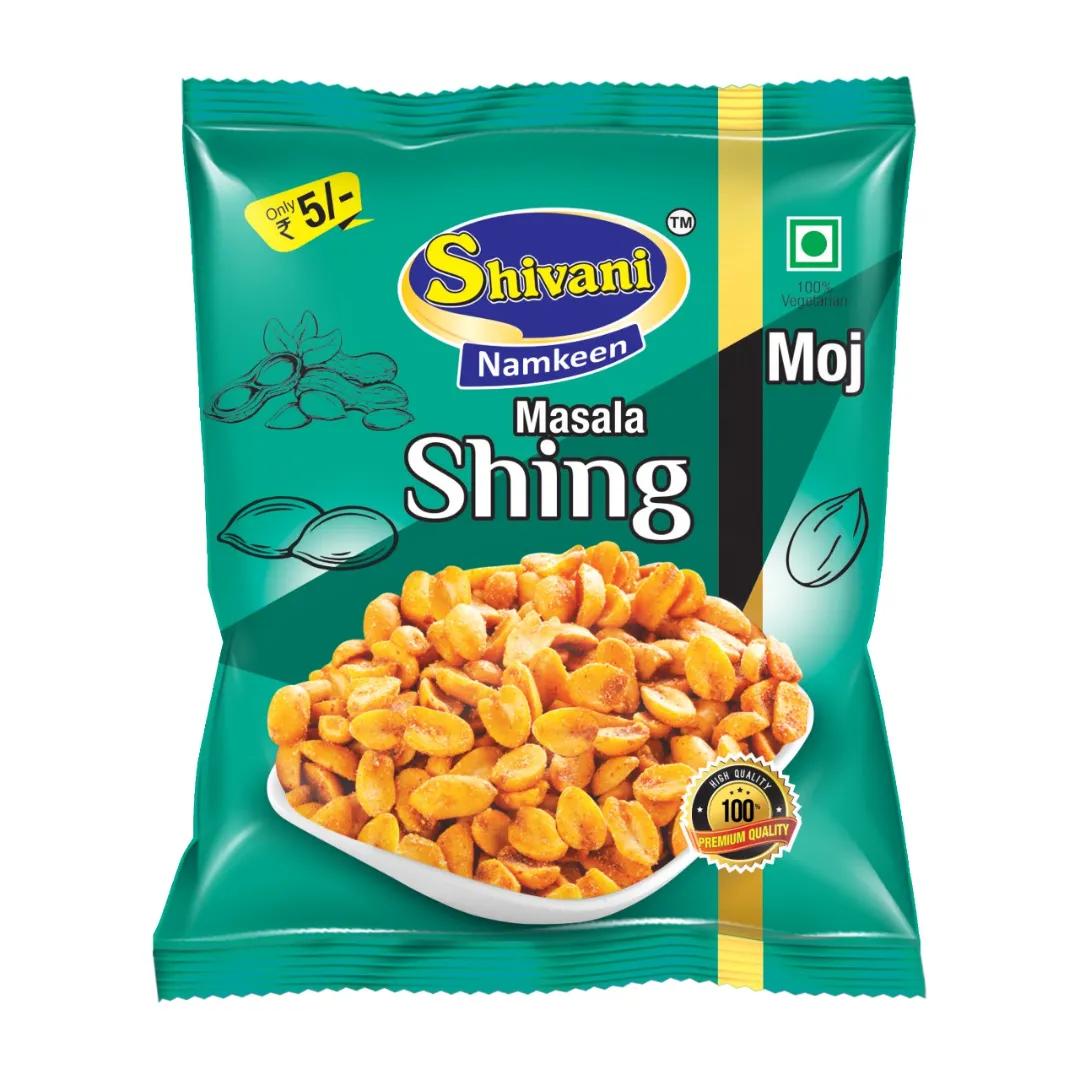 Only
₹ 5/-
Shivani
TM
Namkeen
100%
Vegetarian
Moj
Masala
Shing
HIGH QUALITY
100%
PREMIUM QUALITY